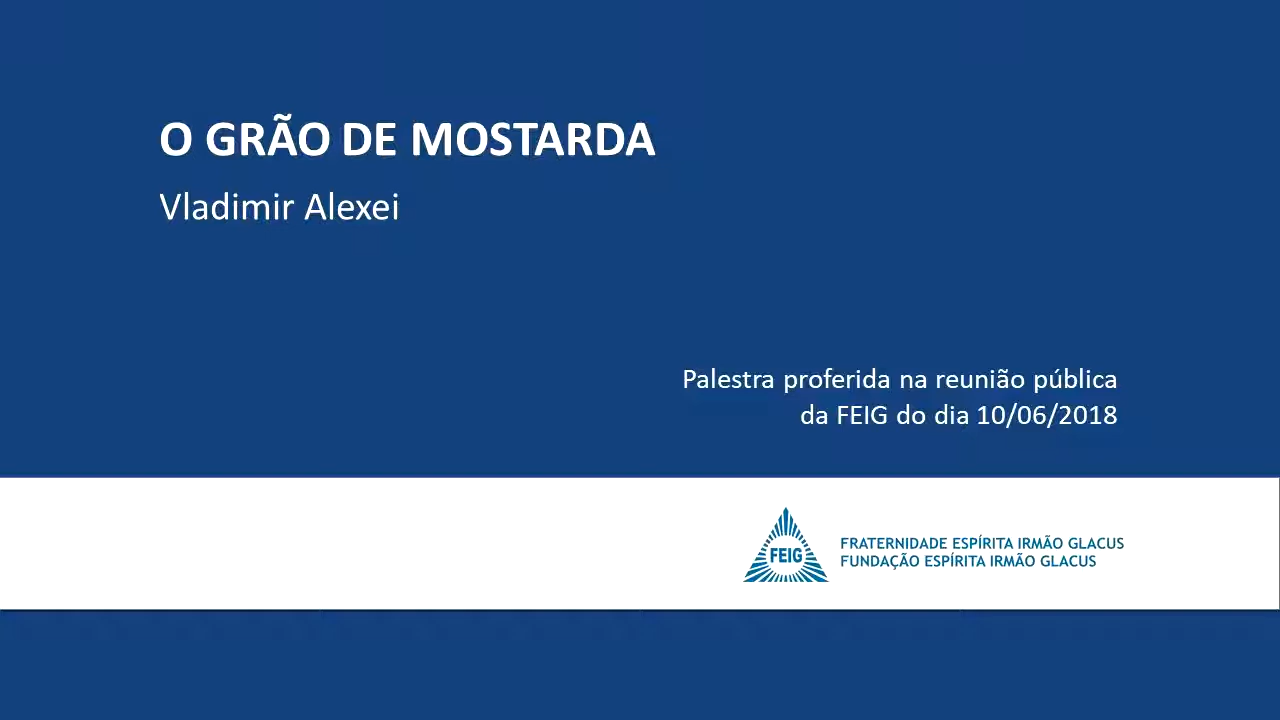 O GRÃO DE MOSTARDA
Vladimir Alexei
Palestra proferida na reunião pública
da FEIG do dia 10/06/2018
FEIG
FRATERNIDADE ESPÍRITA IRMÃO GLACUS
FUNDAÇÃO ESPÍRITA IRMÃO GLACUS